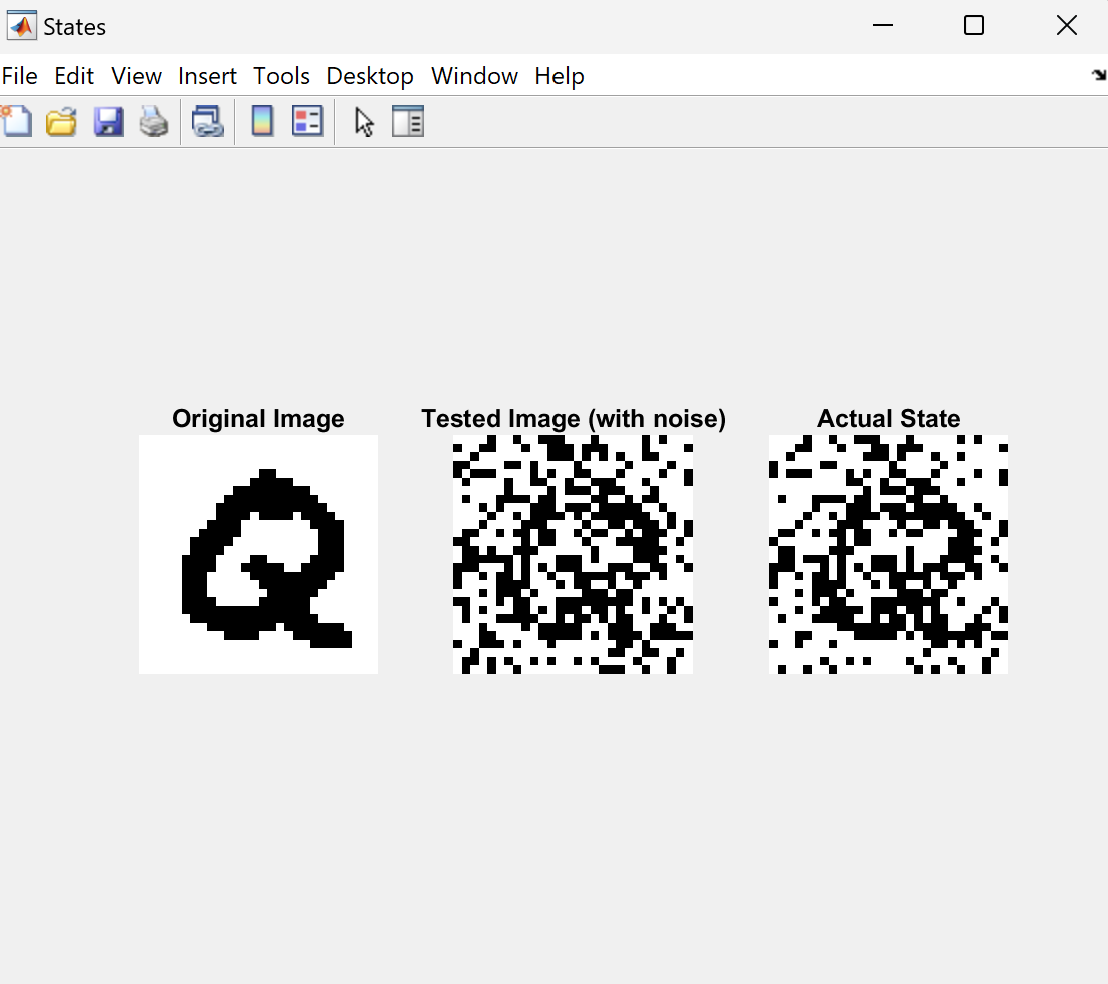 States
File Edit View Insert Tools Desktop Window Help
Original Image
Tested Image (with noise)
Actual State
Q